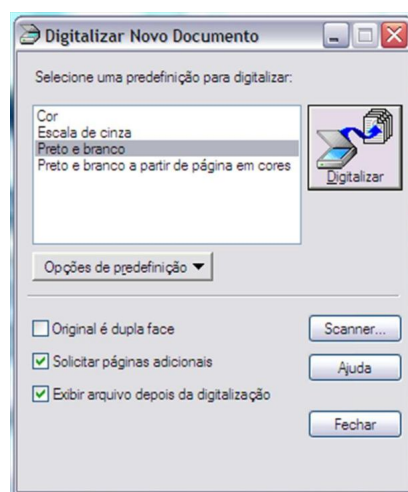 Digitalizar Novo Documento
Selecione uma predefinição para digitalizar:
Cor
Escala de cinza
Preto e branco
Preto e branco a partir de página em cores
Digitalizar
Opções de predefinição
Original é dupla face
Scanner...
Solicitar páginas adicionais
Ajuda
Exibir arquivo depois da digitalização
Fechar